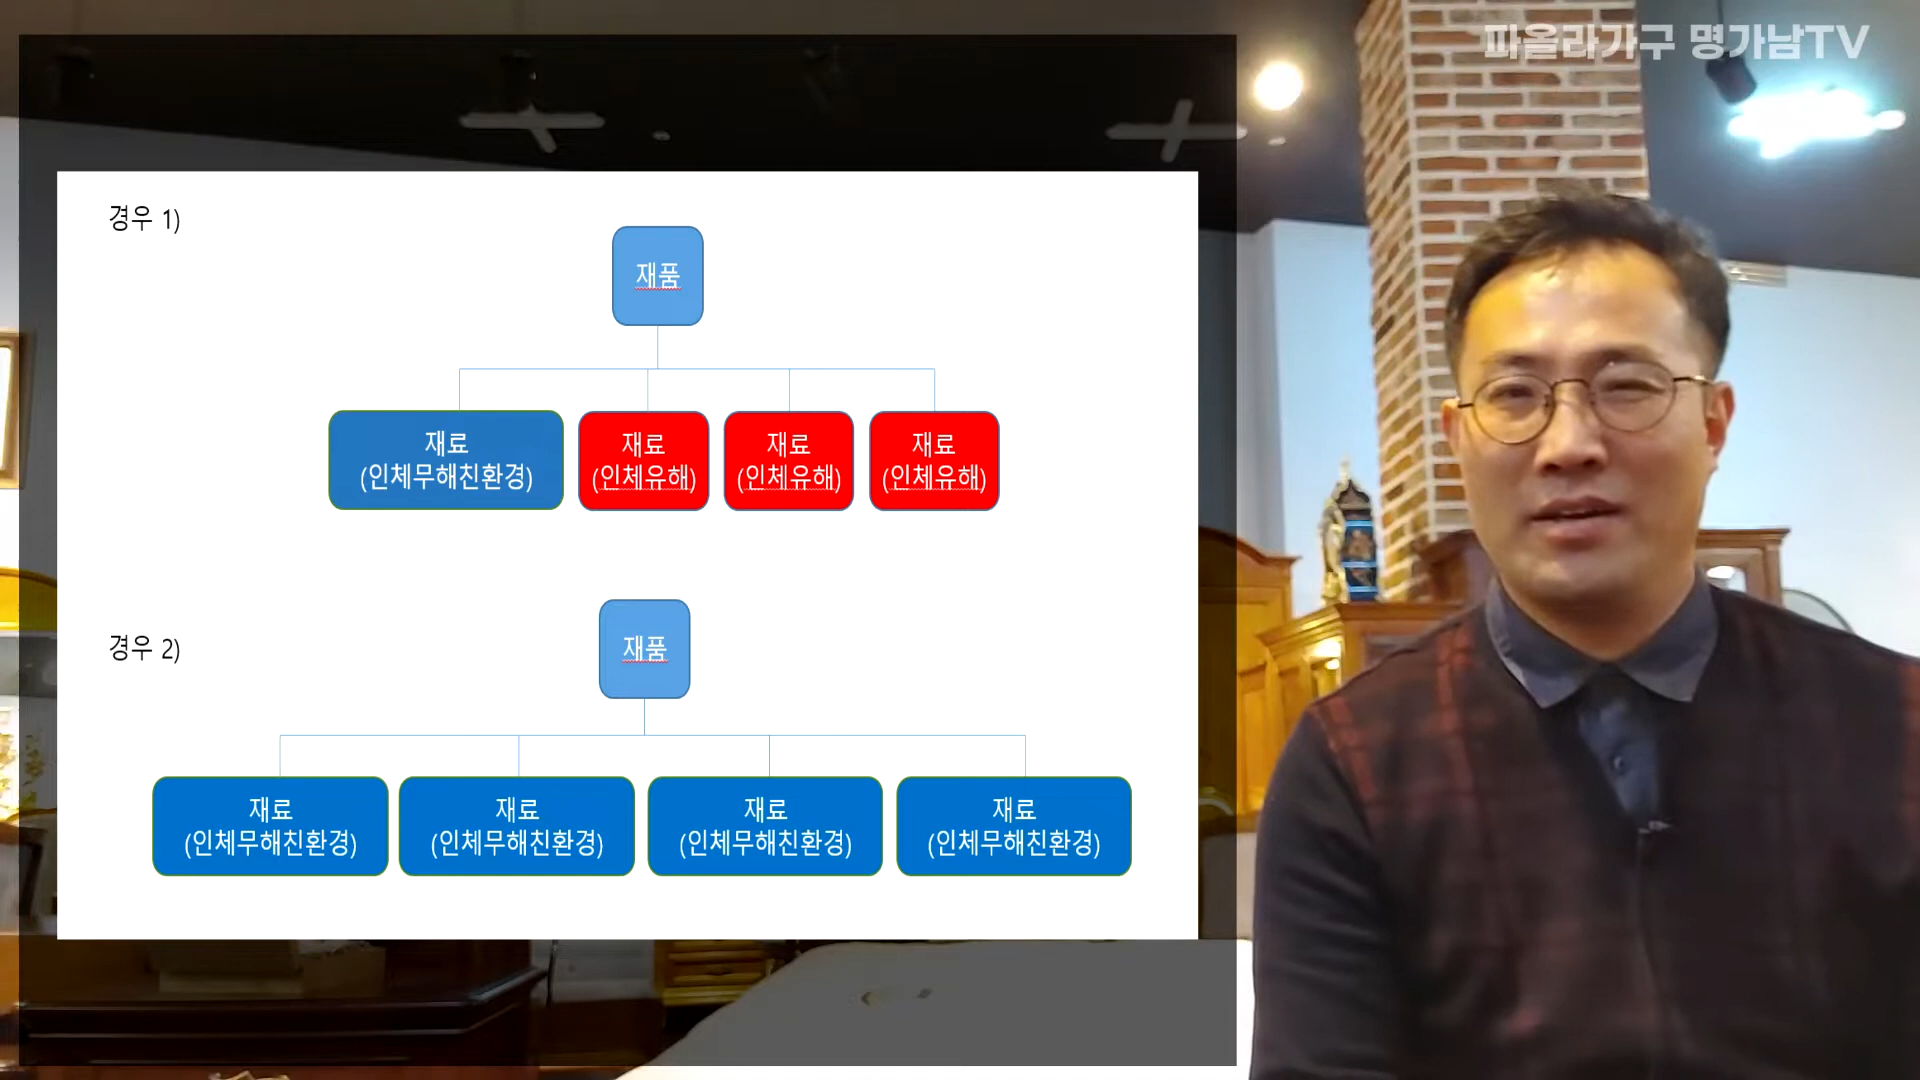 파올라가구 명가남TV
경우 1)
재품
재료
(인체무해친환경)
재료
(인체유해)
재료
(인체유해)
재료
(인체유해)
경우 2)
재품
재료
(인체무해친환경)
재료
(인체무해친환경)
재료
(인체무해친환경)
재료
(인체무해친환경)